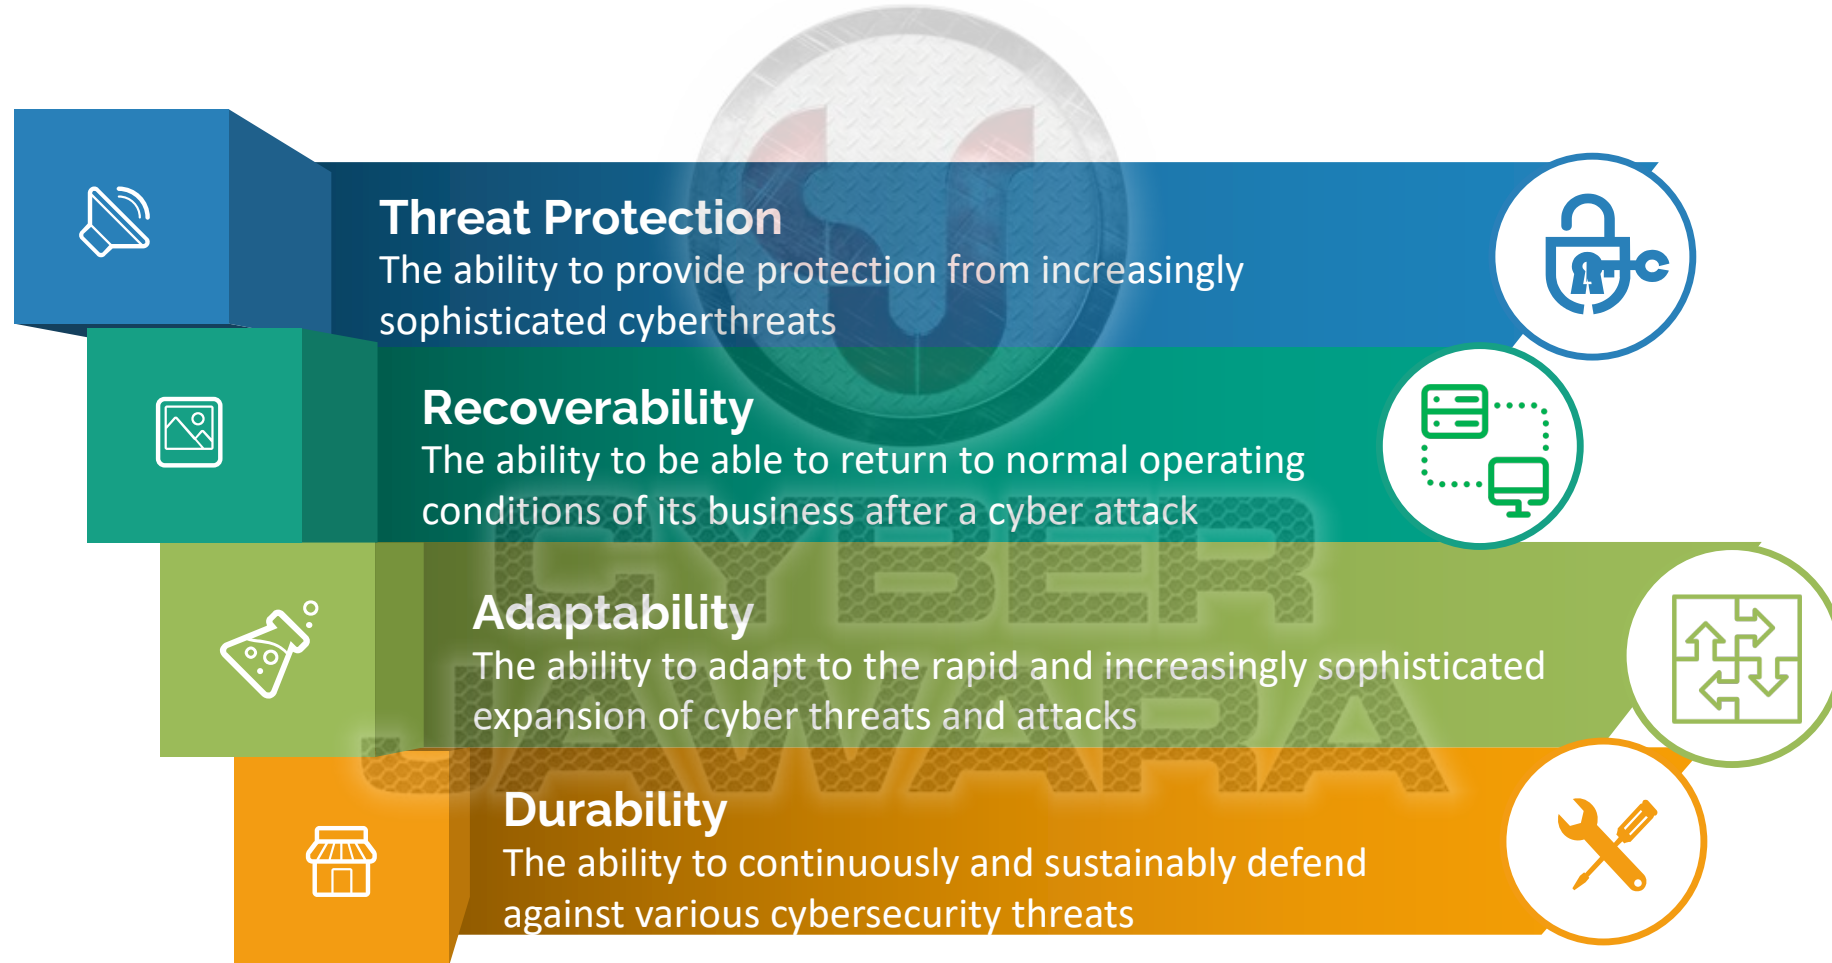 Threat Protection
The ability to provide protection from increasingly
sophisticated cyberthreats
Recoverability
The ability to be able to return to normal operating
conditions of its business after a cyber attack
CYBER
Adaptability
The ability to adapt to the rapid and increasingly sophisticated
expansion of cyber threats and attacks
JAWARA
Durability
The ability to continuously and sustainably defend
against various cybersecurity threats